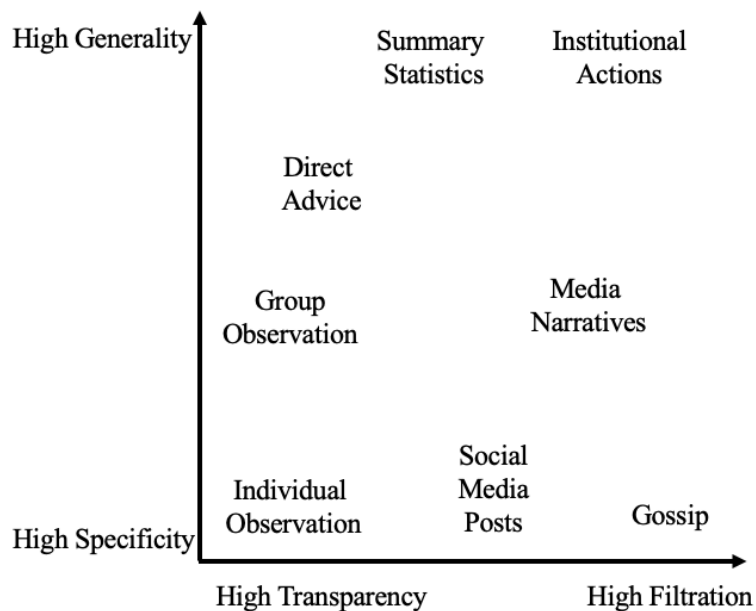 High Generality
Summary
Statistics
Institutional
Actions
Direct
Advice
Group
Observation
Media
Narratives
Individual
Observation
Social
Media
Posts
Gossip
High Specificity
High Transparency
High Filtration